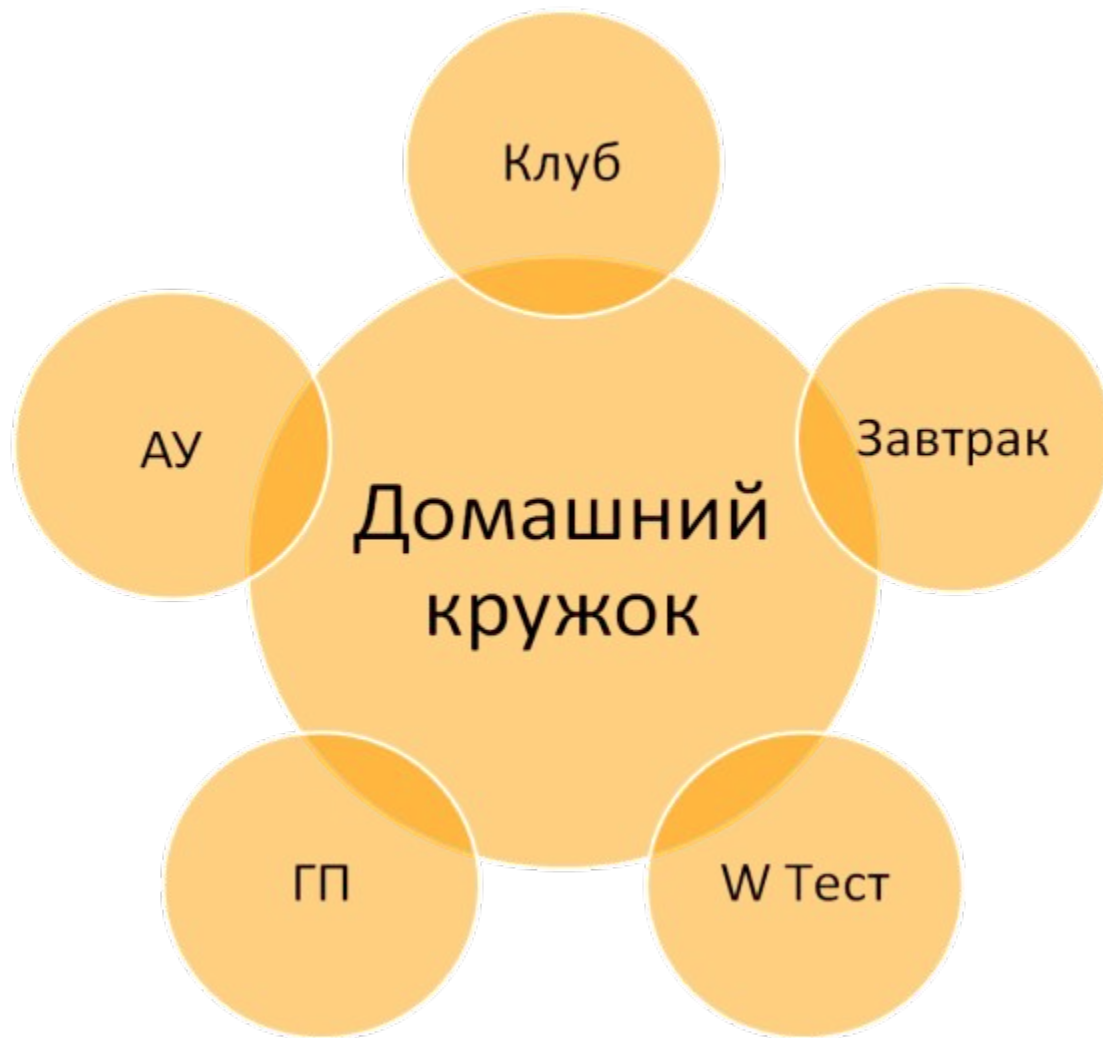 Клуб
АУ
Завтрак
Домашний
кружок
ГП
W Тест